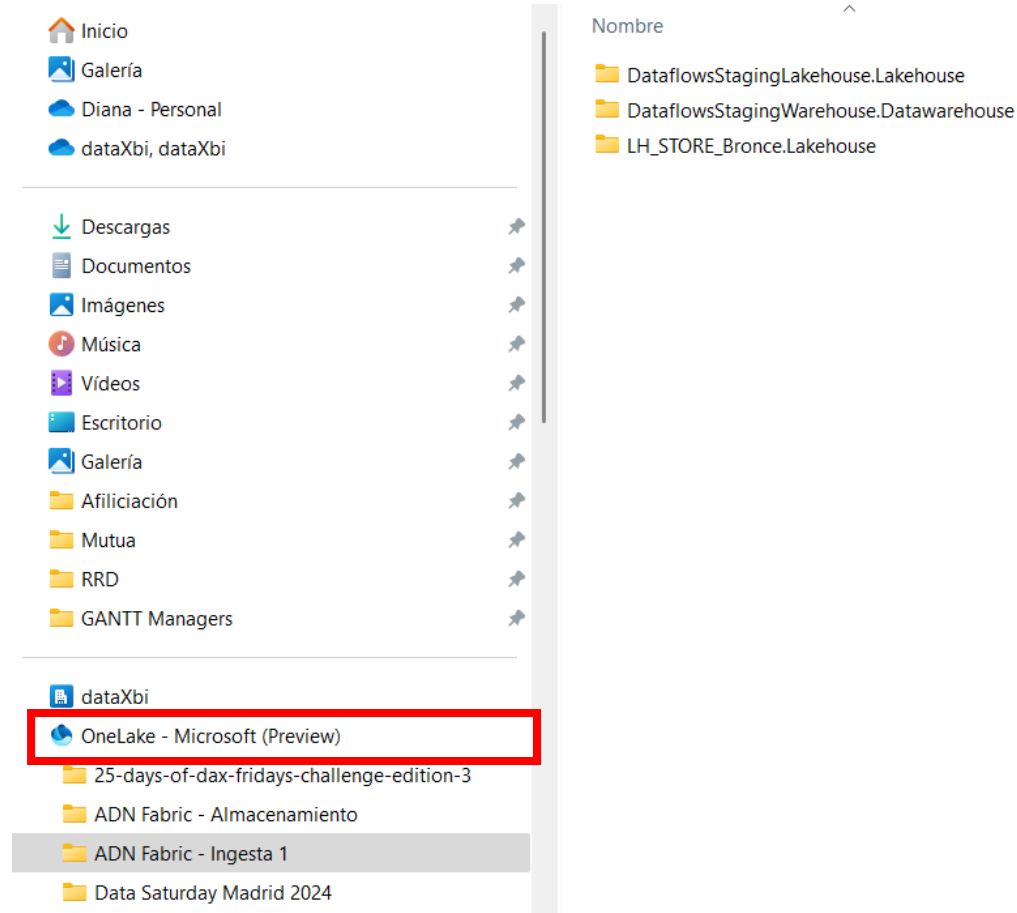 Inicio
Galería
Diana - Personal
dataXbi, dataXbi
Descargas
Documentos
Imágenes
Música
Vídeos
Escritorio
Galería
Afiliciación
Mutua
RRD
GANTT Managers
dataXbi
OneLake - Microsoft (Preview)
25-days-of-dax-fridays-challenge-edition-3
ADN Fabric - Almacenamiento
ADN Fabric - Ingesta 1
Data Saturday Madrid 2024
Nombre
DataflowsStagingLakehouse.Lakehouse
DataflowsStagingWarehouse.Datawarehouse
LH_STORE_Bronce.Lakehouse